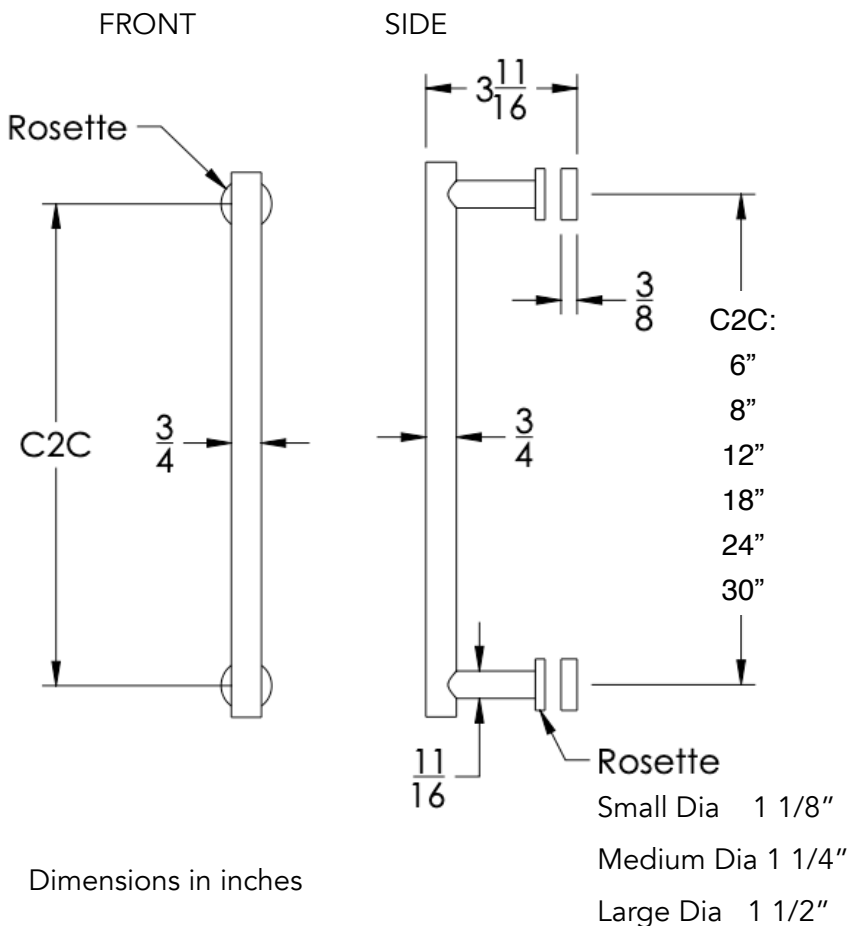 FRONT SIDE
3 11/16
Rosette
3/8
C2C:
6”
8”
12”
18”
24”
30”
C2C 3/4 3/4
11/16
Rosette
Small Dia 1 1/8”
Medium Dia 1 1/4”
Large Dia 1 1/2”
Dimensions in inches